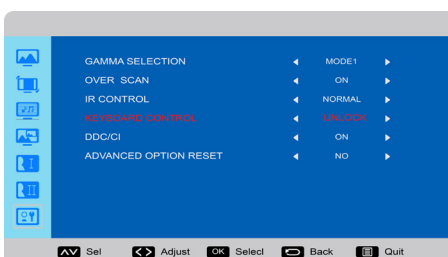 GAMMA SELECTION MODE1
OVER SCAN ON
IR CONTROL NORMAL
KEYBOARD CONTROL UNLOCK
DDC/CI ON
ADVANCED OPTION RESET NO
Sel Adjust OK Selecl Back Quit